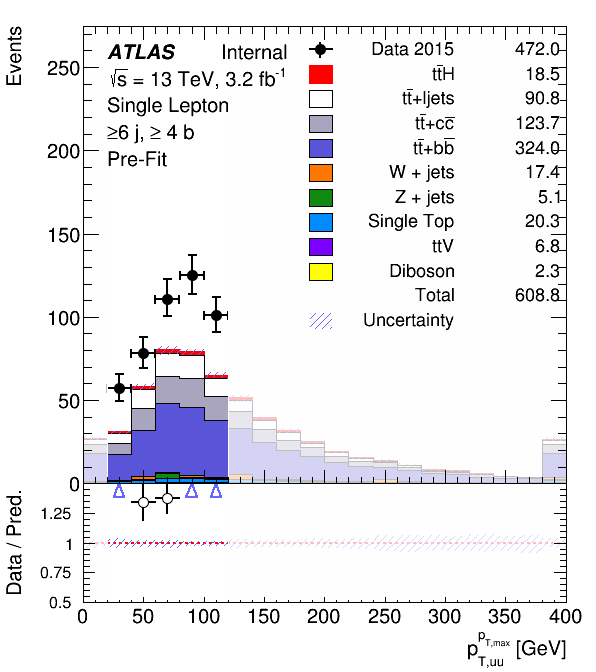 Events
ATLAS Internal
√s = 13 TeV, 3.2 fb⁻¹
Single Lepton
≥6 j, ≥ 4 b
Pre-Fit
Data 2015 472.0
tt̄H 18.5
tt̄+ljets 90.8
tt̄+cc̄ 123.7
tt̄+bb̄ 324.0
W + jets 17.4
Z + jets 5.1
Single Top 20.3
ttV 6.8
Diboson 2.3
Total 608.8
Uncertainty
250
200
150
100
50
0
Data / Pred.
1.25
1
0.75
0.5
0 50 100 150 200 250 300 350 400
p_{T,uu}^{p_{T,max}} [GeV]